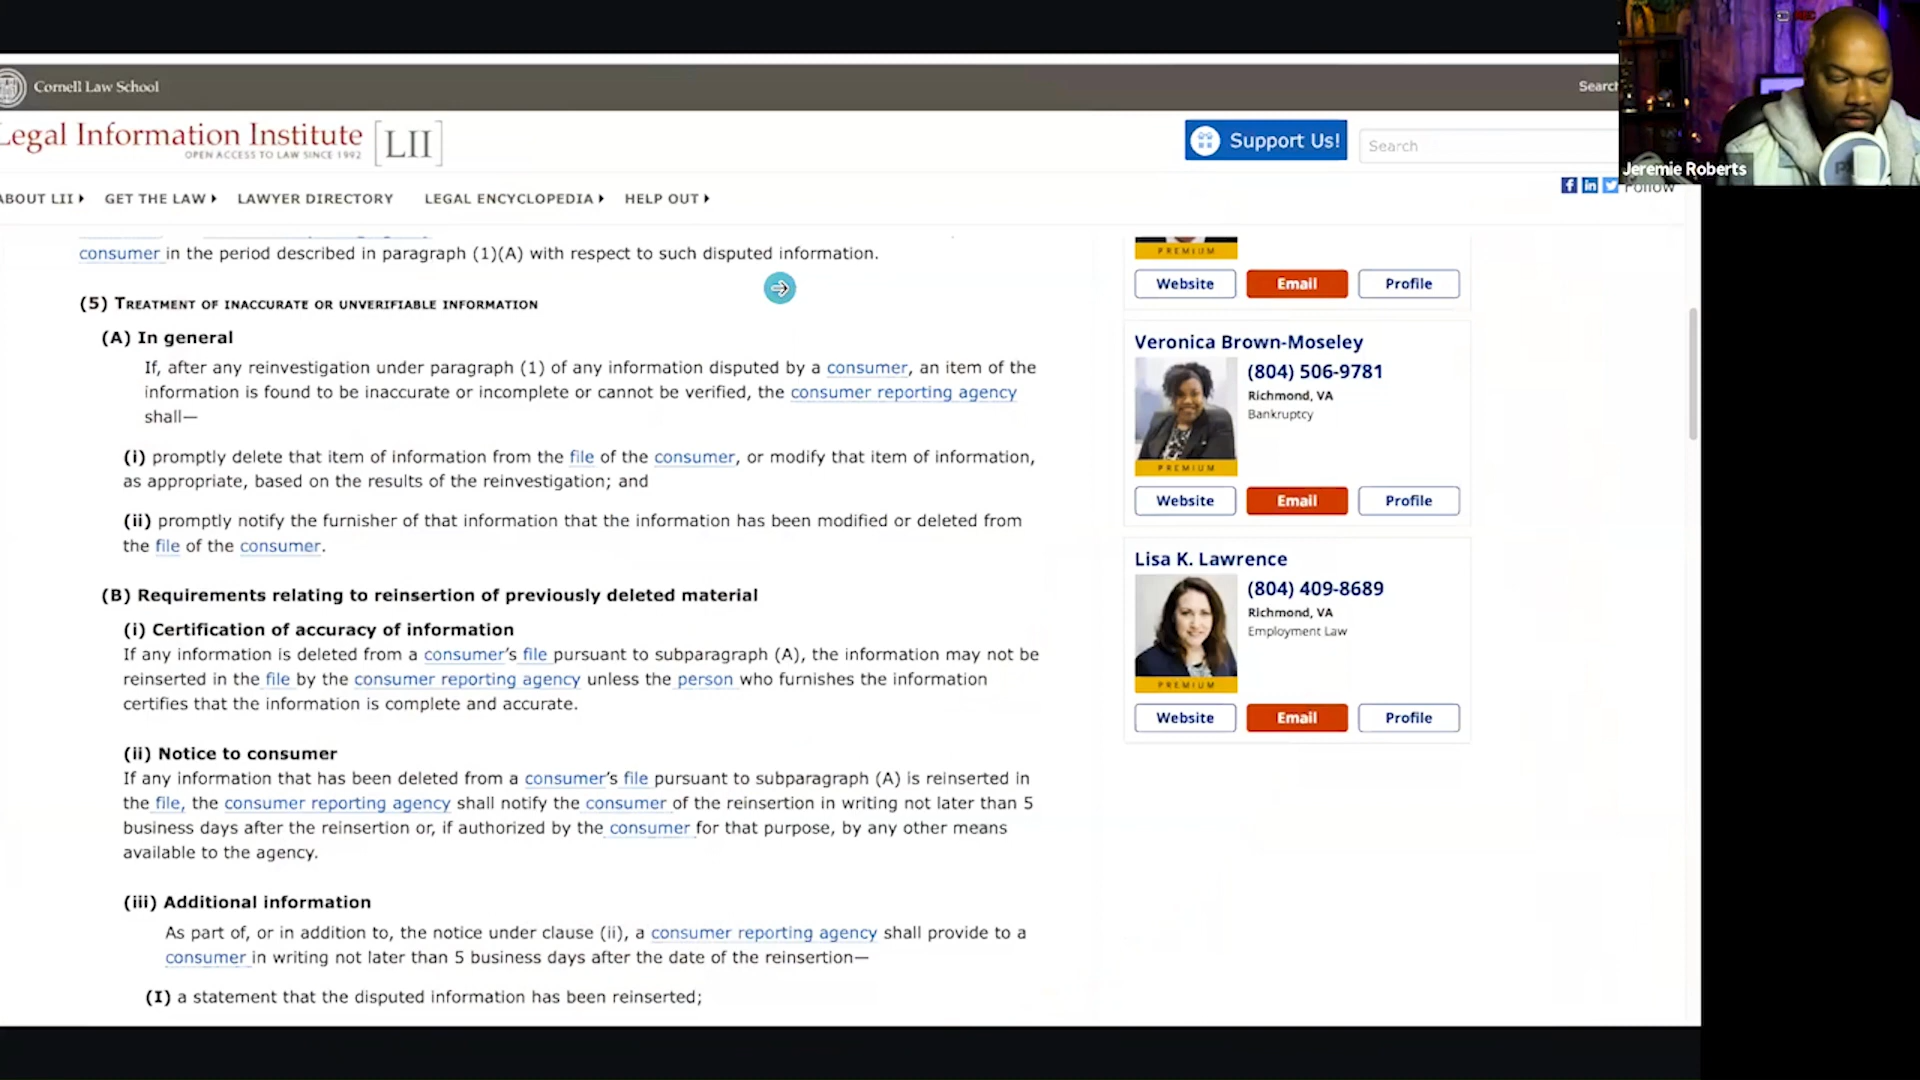 Cornell Law School
Search
Legal Information Institute [LII]
OPEN ACCESS TO LAW SINCE 1992
Support Us!
Search
Jeremie Roberts
ABOUT LII
GET THE LAW
LAWYER DIRECTORY
LEGAL ENCYCLOPEDIA
HELP OUT
Follow
consumer in the period described in paragraph (1)(A) with respect to such disputed information.
(5) TREATMENT OF INACCURATE OR UNVERIFIABLE INFORMATION
(A) In general
If, after any reinvestigation under paragraph (1) of any information disputed by a consumer, an item of the
information is found to be inaccurate or incomplete or cannot be verified, the consumer reporting agency
shall—
(i) promptly delete that item of information from the file of the consumer, or modify that item of information,
as appropriate, based on the results of the reinvestigation; and
(ii) promptly notify the furnisher of that information that the information has been modified or deleted from
the file of the consumer.
(B) Requirements relating to reinsertion of previously deleted material
(i) Certification of accuracy of information
If any information is deleted from a consumer's file pursuant to subparagraph (A), the information may not be
reinserted in the file by the consumer reporting agency unless the person who furnishes the information
certifies that the information is complete and accurate.
(ii) Notice to consumer
If any information that has been deleted from a consumer's file pursuant to subparagraph (A) is reinserted in
the file, the consumer reporting agency shall notify the consumer of the reinsertion in writing not later than 5
business days after the reinsertion or, if authorized by the consumer for that purpose, by any other means
available to the agency.
(iii) Additional information
As part of, or in addition to, the notice under clause (ii), a consumer reporting agency shall provide to a
consumer in writing not later than 5 business days after the date of the reinsertion—
(I) a statement that the disputed information has been reinserted;
PREMIUM
Website
Email
Profile
Veronica Brown-Moseley
(804) 506-9781
Richmond, VA
Bankruptcy
PREMIUM
Website
Email
Profile
Lisa K. Lawrence
(804) 409-8689
Richmond, VA
Employment Law
PREMIUM
Website
Email
Profile